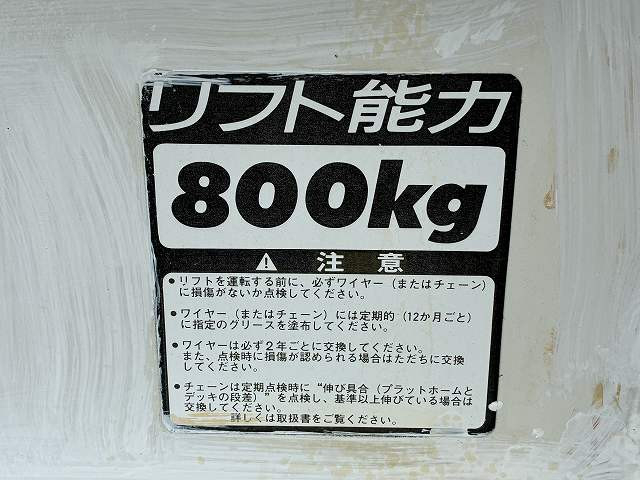 リフト能力
800kg
⚠ 注意
●リフトを運転する前に、必ずワイヤー(またはチェーン)
に損傷がないか点検してください。
●ワイヤー(またはチェーン)には定期的(12か月ごと)
に指定のグリースを塗布してください。
●ワイヤーは必ず2年ごとに交換してください。
また、点検時に損傷が認められる場合はただちに交換
してください。
●チェーンは定期点検時に“伸び具合(プラットホームと
デッキの段差)”を点検し、基準以上伸びている場合は
交換してください。
詳しくは取扱書をご覧ください。